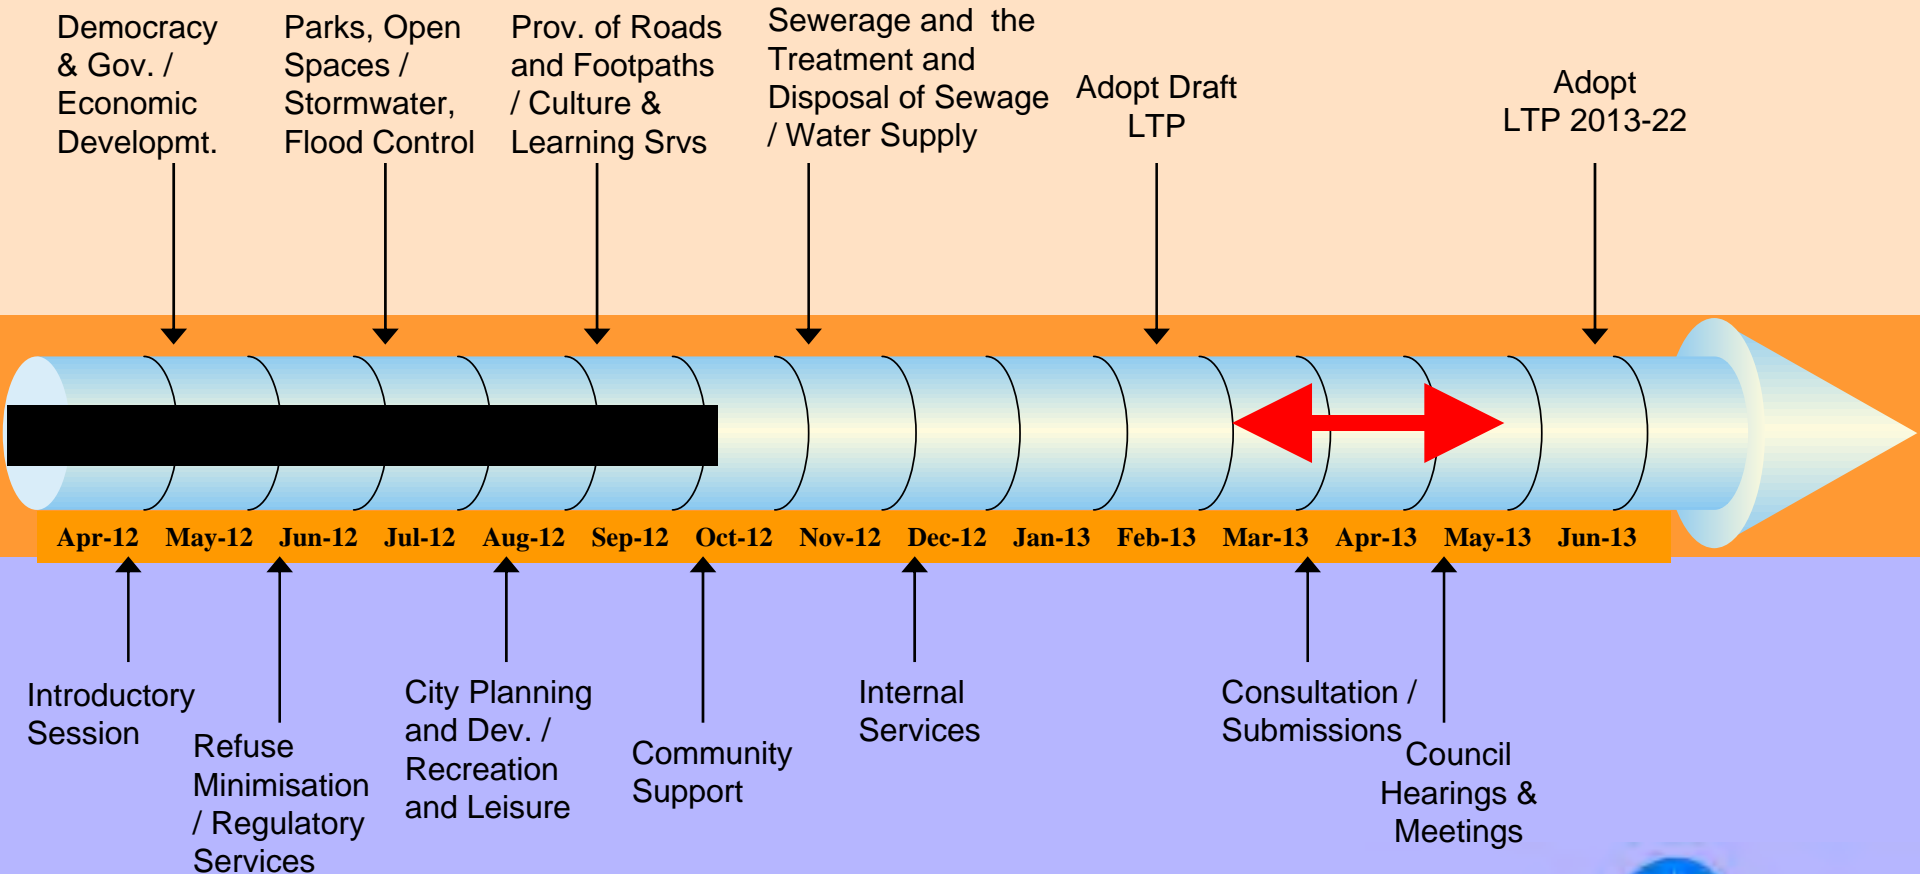 Democracy
& Gov. /
Economic
Developmt.
Parks, Open
Spaces /
Stormwater,
Flood Control
Prov. of Roads
and Footpaths
/ Culture &
Learning Srvs
Sewerage and the
Treatment and
Disposal of Sewage
/ Water Supply
Adopt Draft
LTP
Adopt
LTP 2013-22
Apr-12 May-12 Jun-12 Jul-12 Aug-12 Sep-12 Oct-12 Nov-12 Dec-12 Jan-13 Feb-13 Mar-13 Apr-13 May-13 Jun-13
Introductory
Session
Refuse
Minimisation
/ Regulatory
Services
City Planning
and Dev. /
Recreation
and Leisure
Community
Support
Internal
Services
Consultation /
Submissions
Council
Hearings &
Meetings